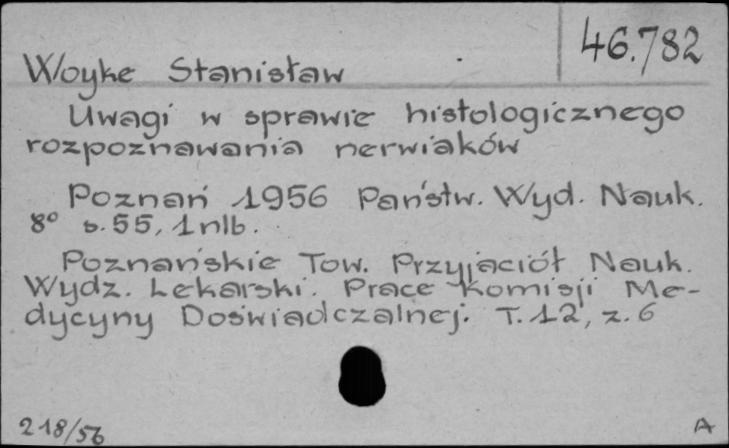 46.782
Woyke Stanisław
Uwagi w sprawie histologicznego
rozpoznawania nerwiaków
Poznań 1956 Państw. Wyd. Nauk.
8° s. 55, 1 nlb.
Poznańskie Tow. Przyjaciół Nauk.
Wydz. Lekarski. Prace Komisji Me-
dycyny Doświadczalnej. T. 12, z. 6
218/56
A